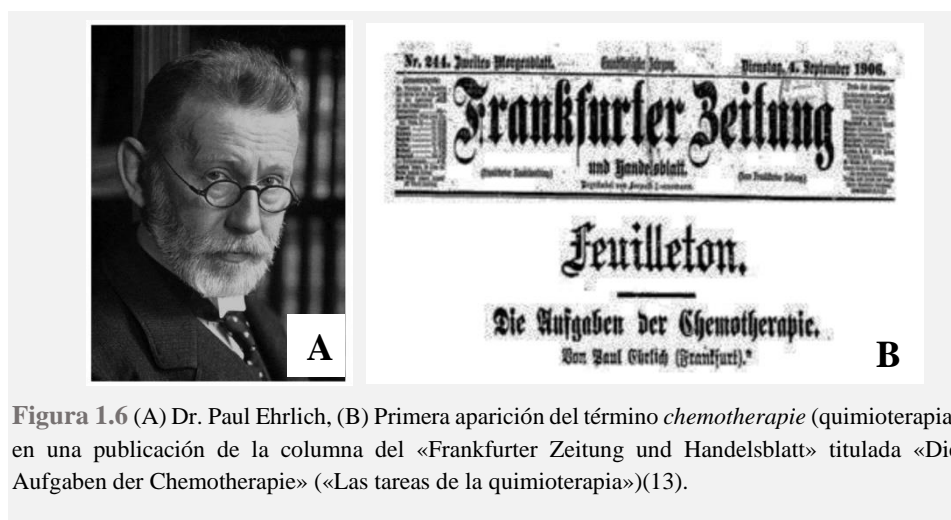 Nr. 244. Zweites Morgenblatt.
Dienstag, 4. September 1906.
Frankfurter Zeitung
und Handelsblatt.
Feuilleton.
Die Aufgaben der Chemotherapie.
Von Paul Ehrlich (Frankfurt).*
A
B
Figura 1.6 (A) Dr. Paul Ehrlich, (B) Primera aparición del término chemotherapie (quimioterapia
en una publicación de la columna del «Frankfurter Zeitung und Handelsblatt» titulada «Die
Aufgaben der Chemotherapie» («Las tareas de la quimioterapia»)(13).